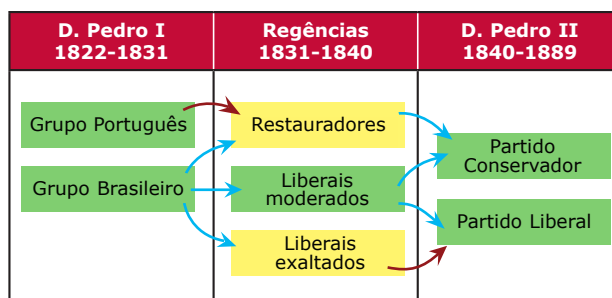 D. Pedro I
1822-1831
Regências
1831-1840
D. Pedro II
1840-1889
Grupo Português
Grupo Brasileiro
Restauradores
Liberais
moderados
Liberais
exaltados
Partido
Conservador
Partido Liberal